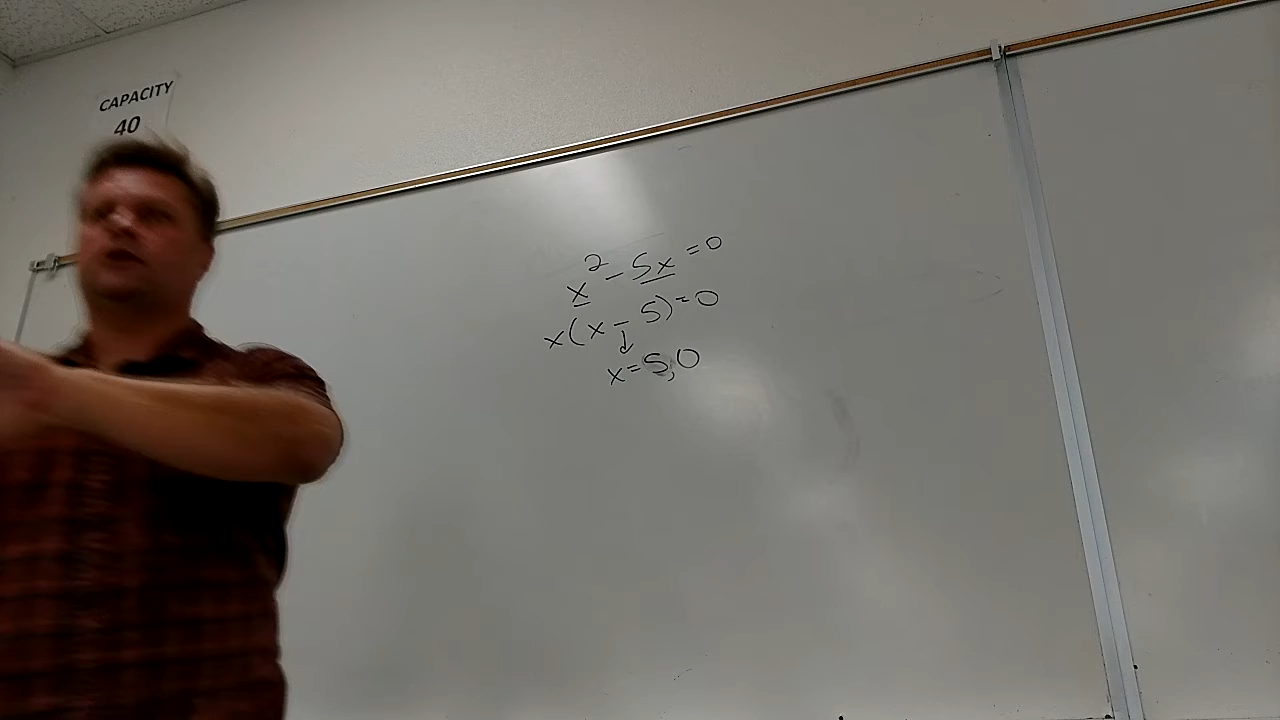 CAPACITY
40
x² - 5x = 0
x(x - 5) = 0
↓
x = 5, 0